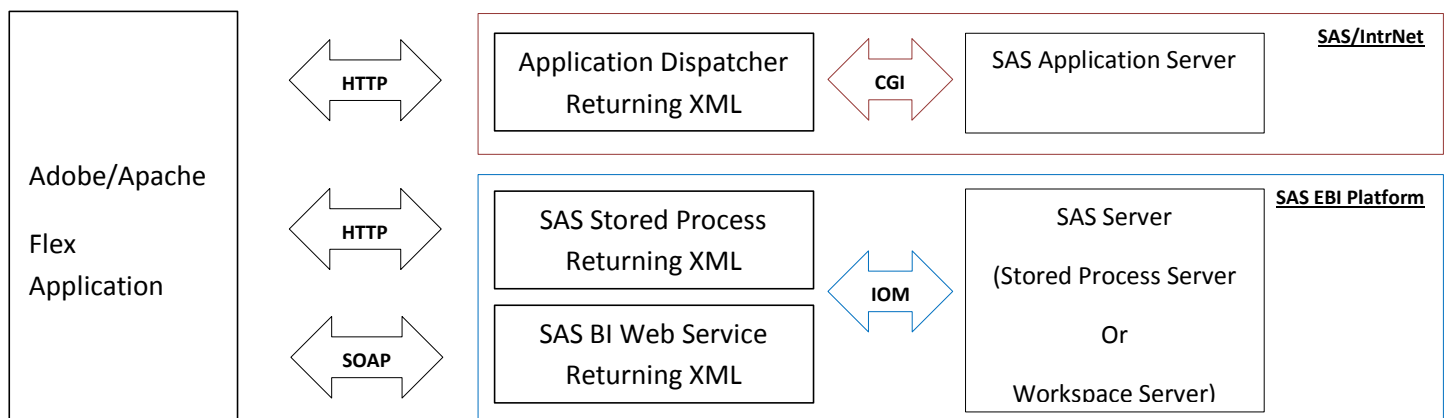 Adobe/Apache
Flex
Application
HTTP
Application Dispatcher
Returning XML
CGI
SAS Application Server
SAS/IntrNet
HTTP
SAS Stored Process
Returning XML
SOAP
SAS BI Web Service
Returning XML
IOM
SAS Server
(Stored Process Server
Or
Workspace Server)
SAS EBI Platform